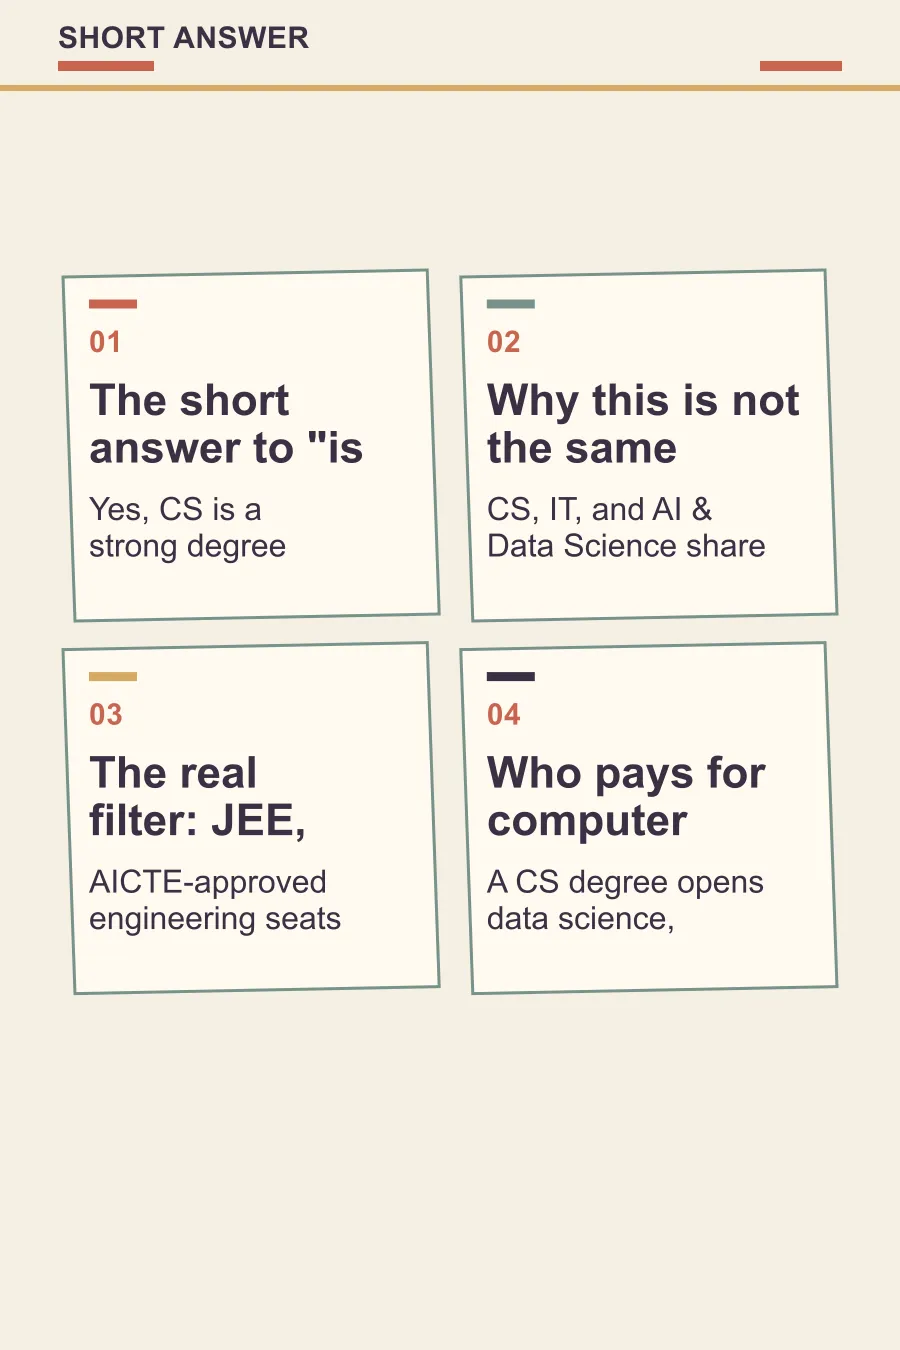 SHORT ANSWER
01
The short
answer to "is
Yes, CS is a
strong degree
02
Why this is not
the same
CS, IT, and AI &
Data Science share
03
The real
filter: JEE,
AICTE-approved
engineering seats
04
Who pays for
computer
A CS degree opens
data science,